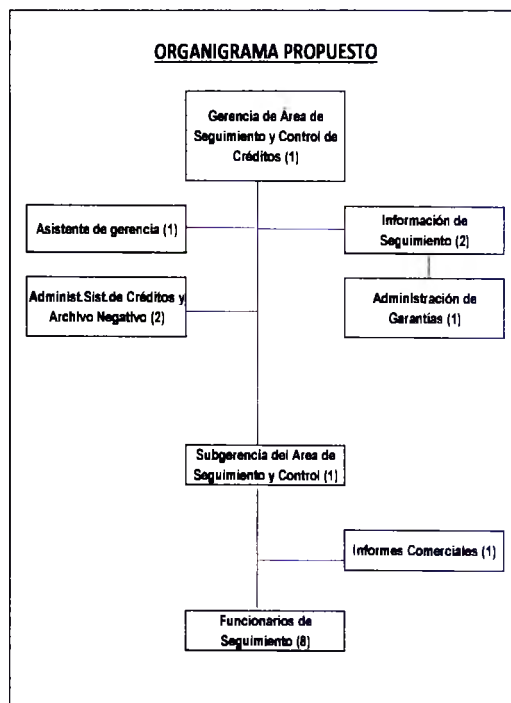 ORGANIGRAMA PROPUESTO
Gerencia de Área de
Seguimiento y Control de
Créditos (1)
Asistente de gerencia (1)
Información de
Seguimiento (2)
Administ.Sist.de Créditos y
Archivo Negativo (2)
Administración de
Garantías (1)
Subgerencia del Area de
Seguimiento y Control (1)
Informes Comerciales (1)
Funcionarios de
Seguimiento (8)